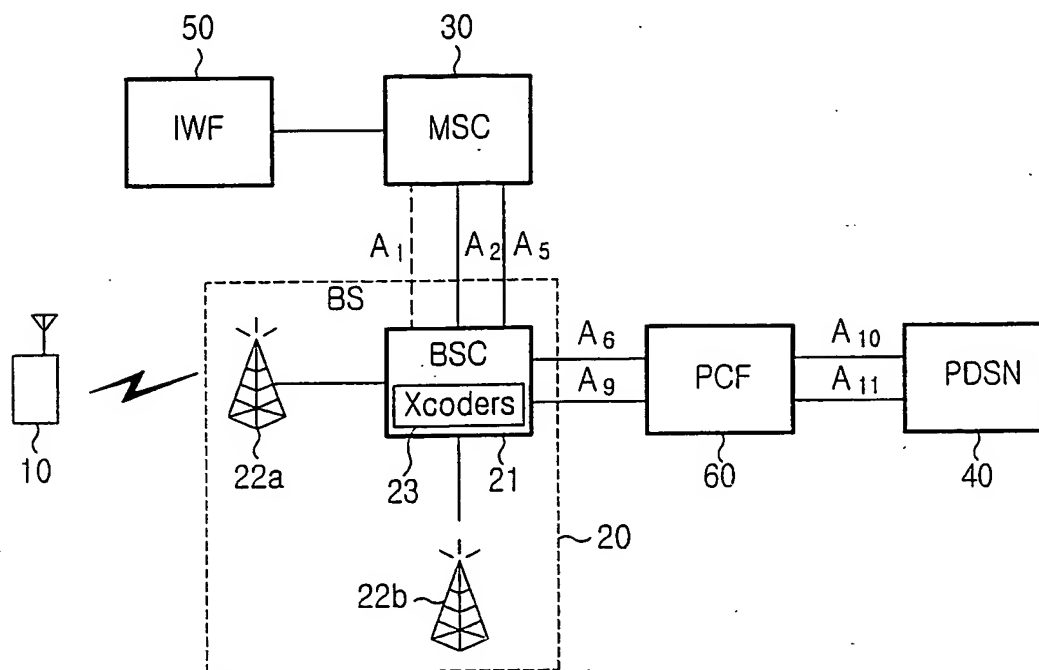 50
30
IWF
MSC
A1
A2
A5
BS
BSC
Xcoders
A6
A9
PCF
A10
A11
PDSN
10
22a
23
21
60
40
20
22b